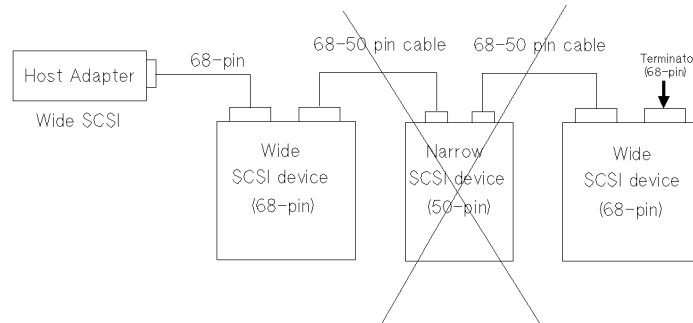 68-pin
68-50 pin cable
68-50 pin cable
Terminato
(68-pin)
Host Adapter
Wide SCSI
Wide
SCSI device
(68-pin)
Narrow
SCSI device
(50-pin)
Wide
SCSI device
(68-pin)